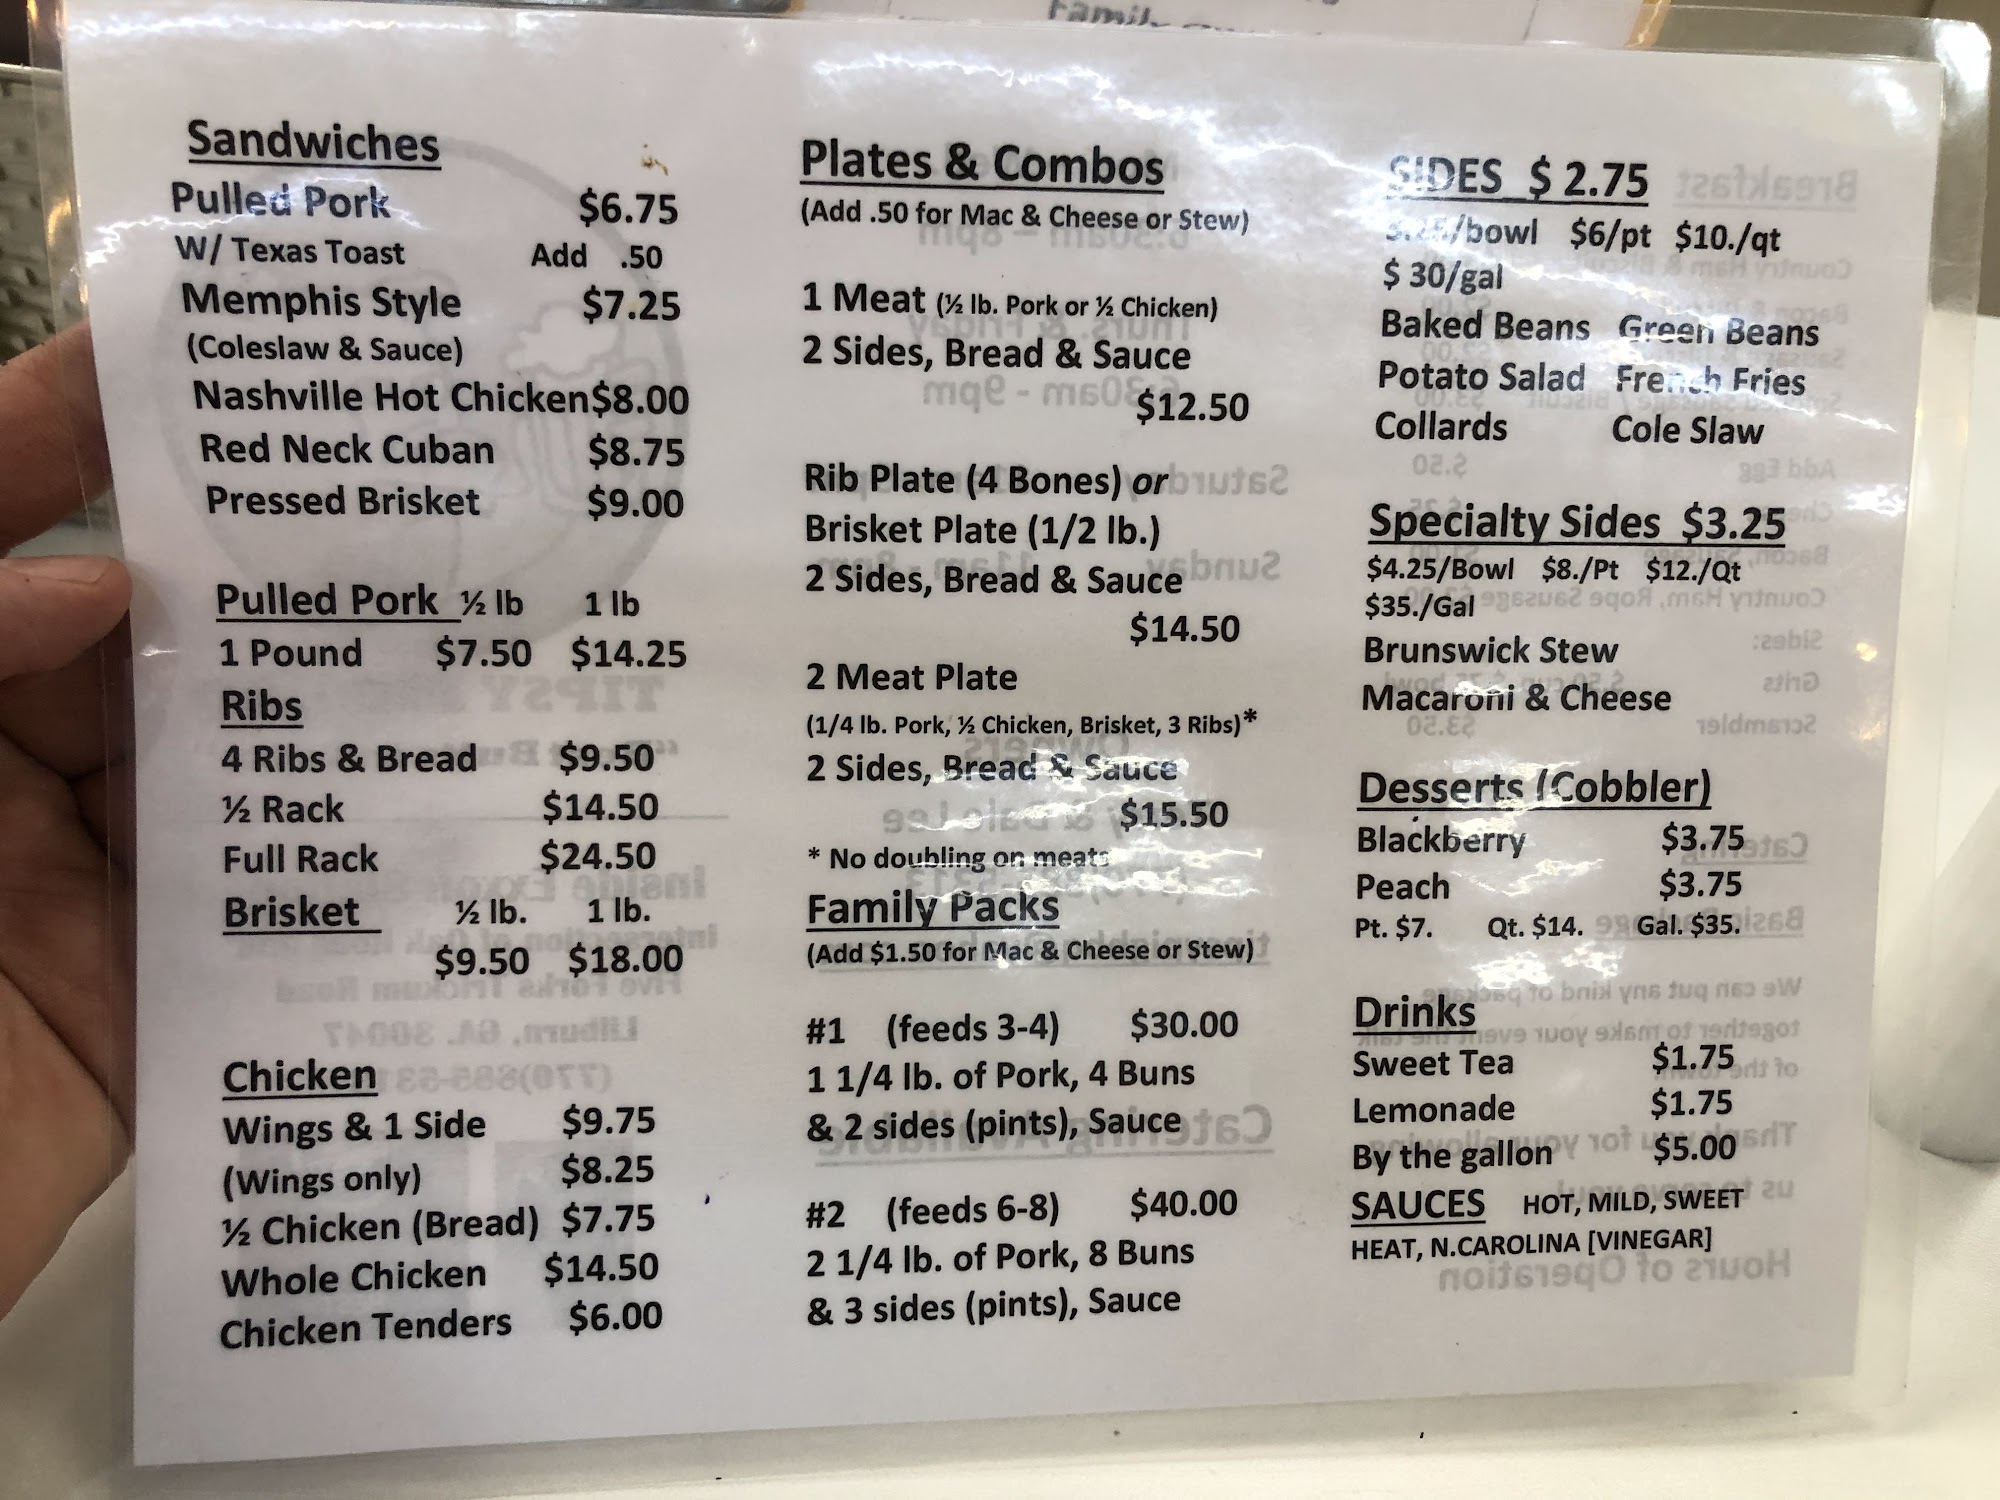 Family
Sandwiches
Pulled Pork $6.75
W/ Texas Toast Add .50
Memphis Style $7.25
(Coleslaw & Sauce)
Nashville Hot Chicken$8.00
Red Neck Cuban $8.75
Pressed Brisket $9.00
Pulled Pork ½ lb 1 lb
1 Pound $7.50 $14.25
Ribs
4 Ribs & Bread $9.50
½ Rack $14.50
Full Rack $24.50
Brisket ½ lb. 1 lb.
$9.50 $18.00
Chicken
Wings & 1 Side $9.75
(Wings only) $8.25
½ Chicken (Bread) $7.75
Whole Chicken $14.50
Chicken Tenders $6.00
Plates & Combos
(Add .50 for Mac & Cheese or Stew)
1 Meat (½ lb. Pork or ½ Chicken)
2 Sides, Bread & Sauce
$12.50
Rib Plate (4 Bones) or
Brisket Plate (1/2 lb.)
2 Sides, Bread & Sauce
$14.50
2 Meat Plate
(1/4 lb. Pork, ½ Chicken, Brisket, 3 Ribs)*
2 Sides, Bread & Sauce
$15.50
* No doubling on meats
Family Packs
(Add $1.50 for Mac & Cheese or Stew)
#1 (feeds 3-4) $30.00
1 1/4 lb. of Pork, 4 Buns
& 2 sides (pints), Sauce
#2 (feeds 6-8) $40.00
2 1/4 lb. of Pork, 8 Buns
& 3 sides (pints), Sauce
SIDES $ 2.75
/bowl $6/pt $10./qt
$ 30/gal
Baked Beans Green Beans
Potato Salad French Fries
Collards Cole Slaw
Specialty Sides $3.25
$4.25/Bowl $8./Pt $12./Qt
$35./Gal
Brunswick Stew
Macaroni & Cheese
Desserts (Cobbler)
Blackberry $3.75
Peach $3.75
Pt. $7. Qt. $14. Gal. $35.
Drinks
Sweet Tea $1.75
Lemonade $1.75
By the gallon $5.00
SAUCES HOT, MILD, SWEET
HEAT, N.CAROLINA [VINEGAR]